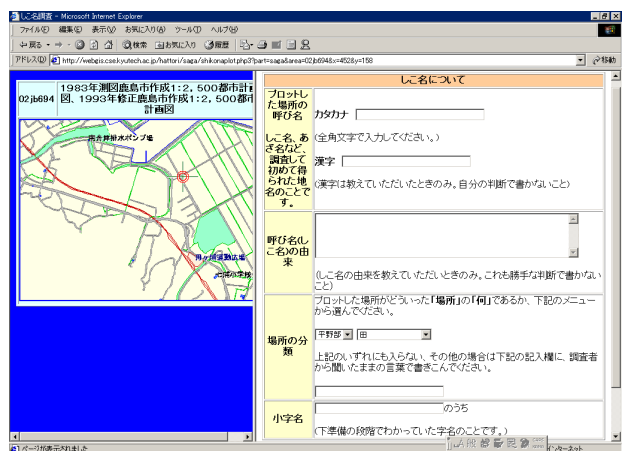 しこ名調査 - Microsoft Internet Explorer
ファイル(F) 編集(E) 表示(V) お気に入り(A) ツール(T) ヘルプ(H)
戻る 検索 お気に入り 履歴
アドレス(D) http://webgis.cse.kyutech.ac.jp/hattori/saga/shikonaplot.php3?part=saga&area=02jb694&x=452&y=158 移動
02jb694
1983年測図鹿島市作成1:2,500都市計
図、1993年修正鹿島市作成1:2,500都市
計画図
七浦小学校
しこ名について
プロットし
た場所の
呼び名
しこ名、あ
ざ名など、
調査して
初めて得
られた地
名のことで
す。
カタカナ
(全角文字で入力してください。)
漢字
(漢字は教えていただいたときのみ。自分の判断で書かないこと)
呼び名(し
こ名)の由
来
(しこ名の由来を教えていただいときのみ。これも勝手な判断で書かない
こと)
場所の分
類
プロットした場所がどういった「場所」の「何」であるか、下記のメニュー
から選んでください。
平野部 田
上記のいずれにも入らない、その他の場合は下記の記入欄に、調査者
から聞いたままの言葉で書きこんでください。
小字名
のうち
(下準備の段階でわかっていた字名のことです。)
ページが表示されました
インターネット